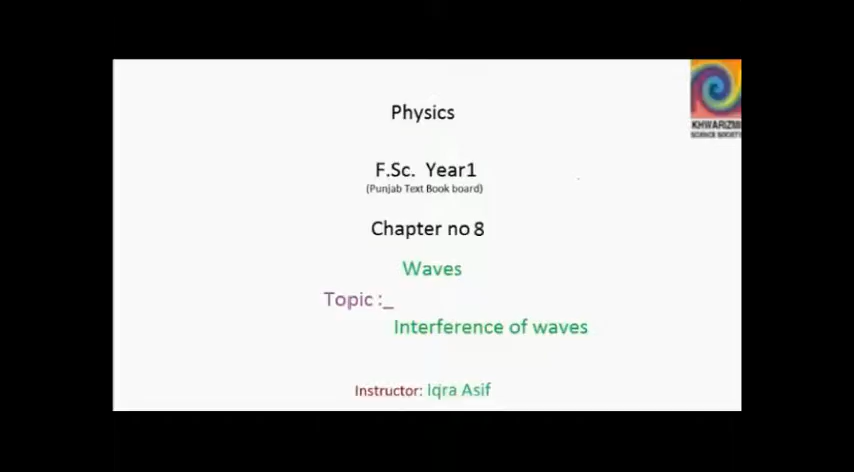 Physics
KHWARIZMI
SCIENCE SOCIETY
F.Sc. Year1
(Punjab Text Book board)
Chapter no 8
Waves
Topic :_
Interference of waves
Instructor: Iqra Asif